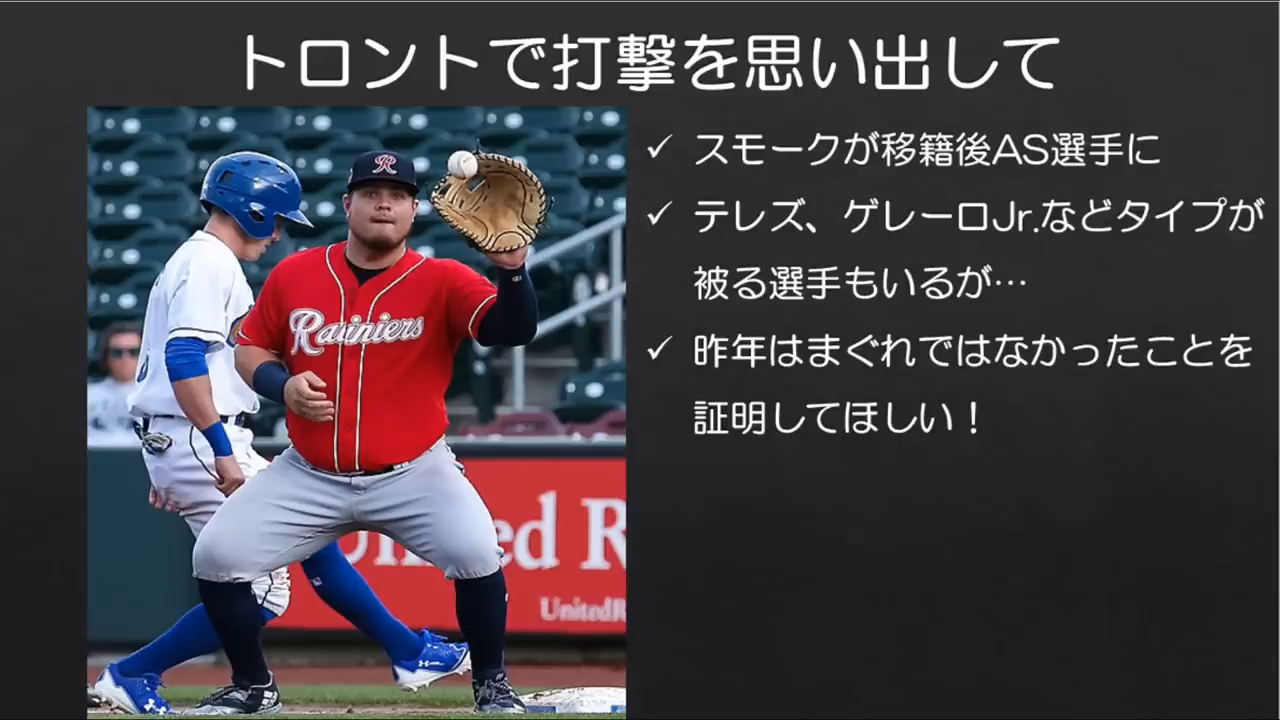 トロントで打撃を思い出して
✓ スモークが移籍後AS選手に
✓ テレズ、ゲレーロJr.などタイプが
被る選手もいるが…
✓ 昨年はまぐれではなかったことを
証明してほしい！
R
Rainiers
United R
UnitedR